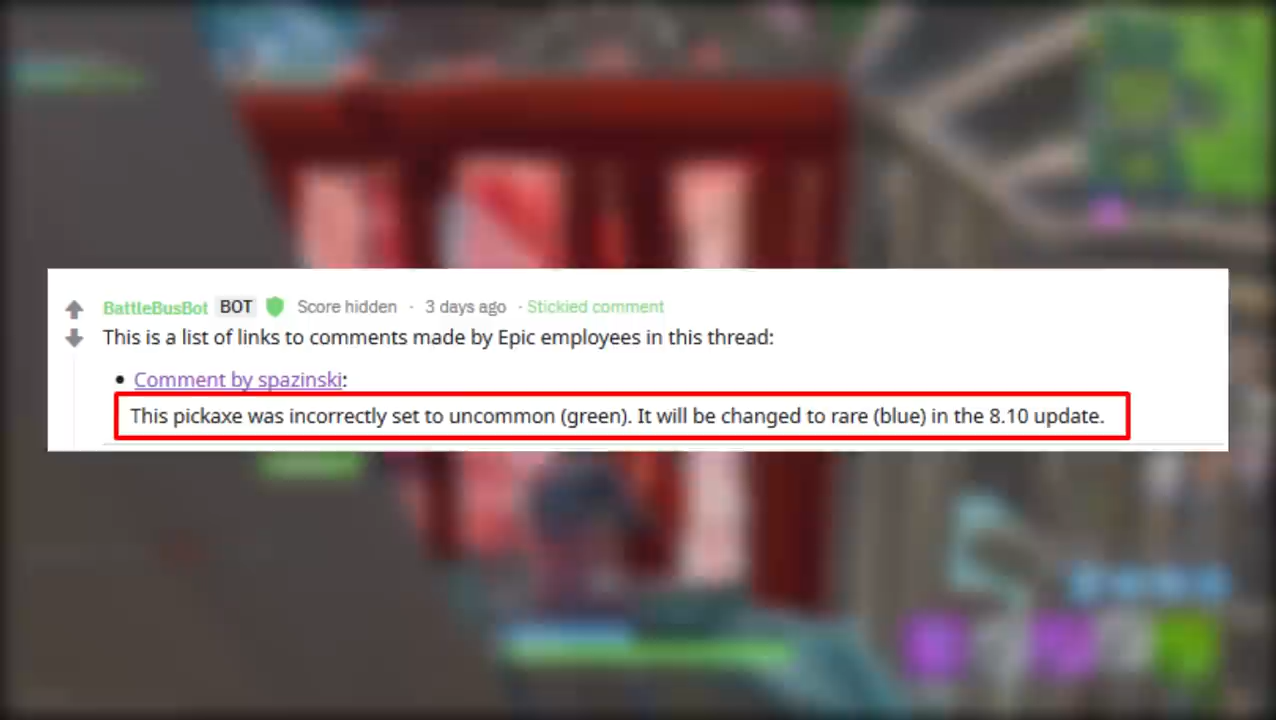 BattleBusBot BOT Score hidden · 3 days ago · Stickied comment
This is a list of links to comments made by Epic employees in this thread:
• Comment by spazinski:
This pickaxe was incorrectly set to uncommon (green). It will be changed to rare (blue) in the 8.10 update.